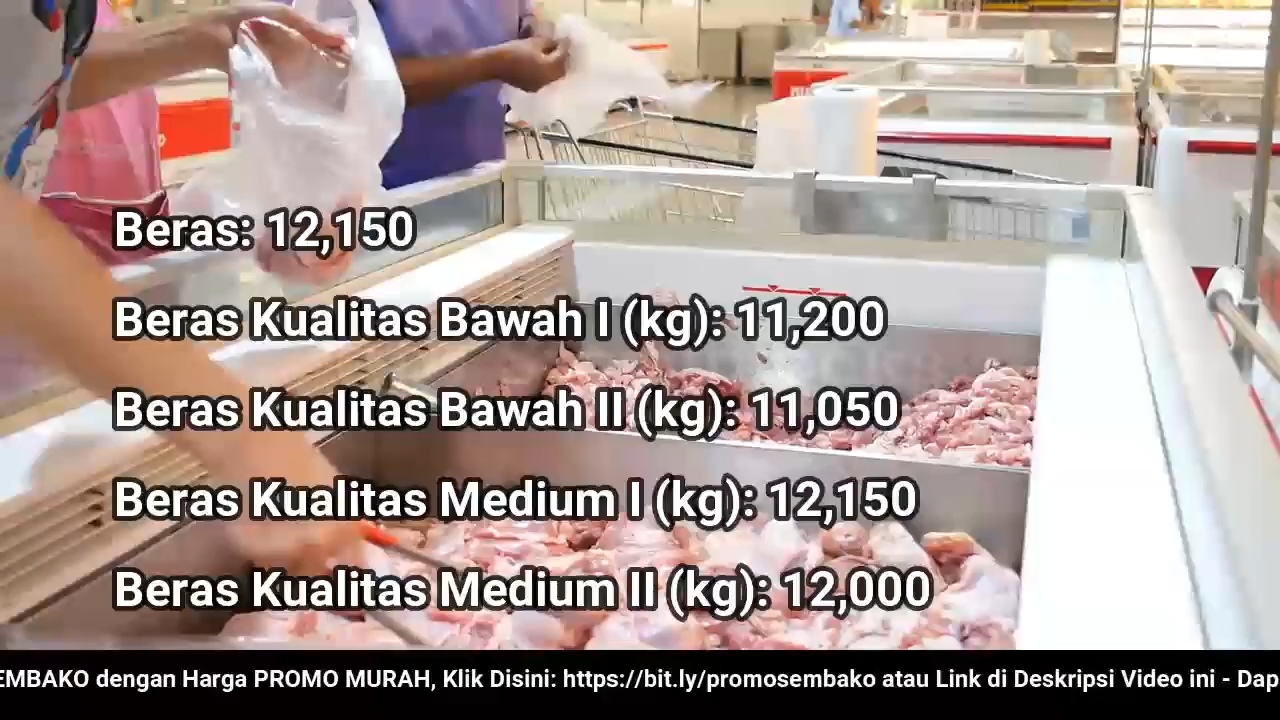 Beras: 12,150
Beras Kualitas Bawah I (kg): 11,200
Beras Kualitas Bawah II (kg): 11,050
Beras Kualitas Medium I (kg): 12,150
Beras Kualitas Medium II (kg): 12,000
EMBAKO dengan Harga PROMO MURAH, Klik Disini: https://bit.ly/promosembako atau Link di Deskripsi Video ini - Dap